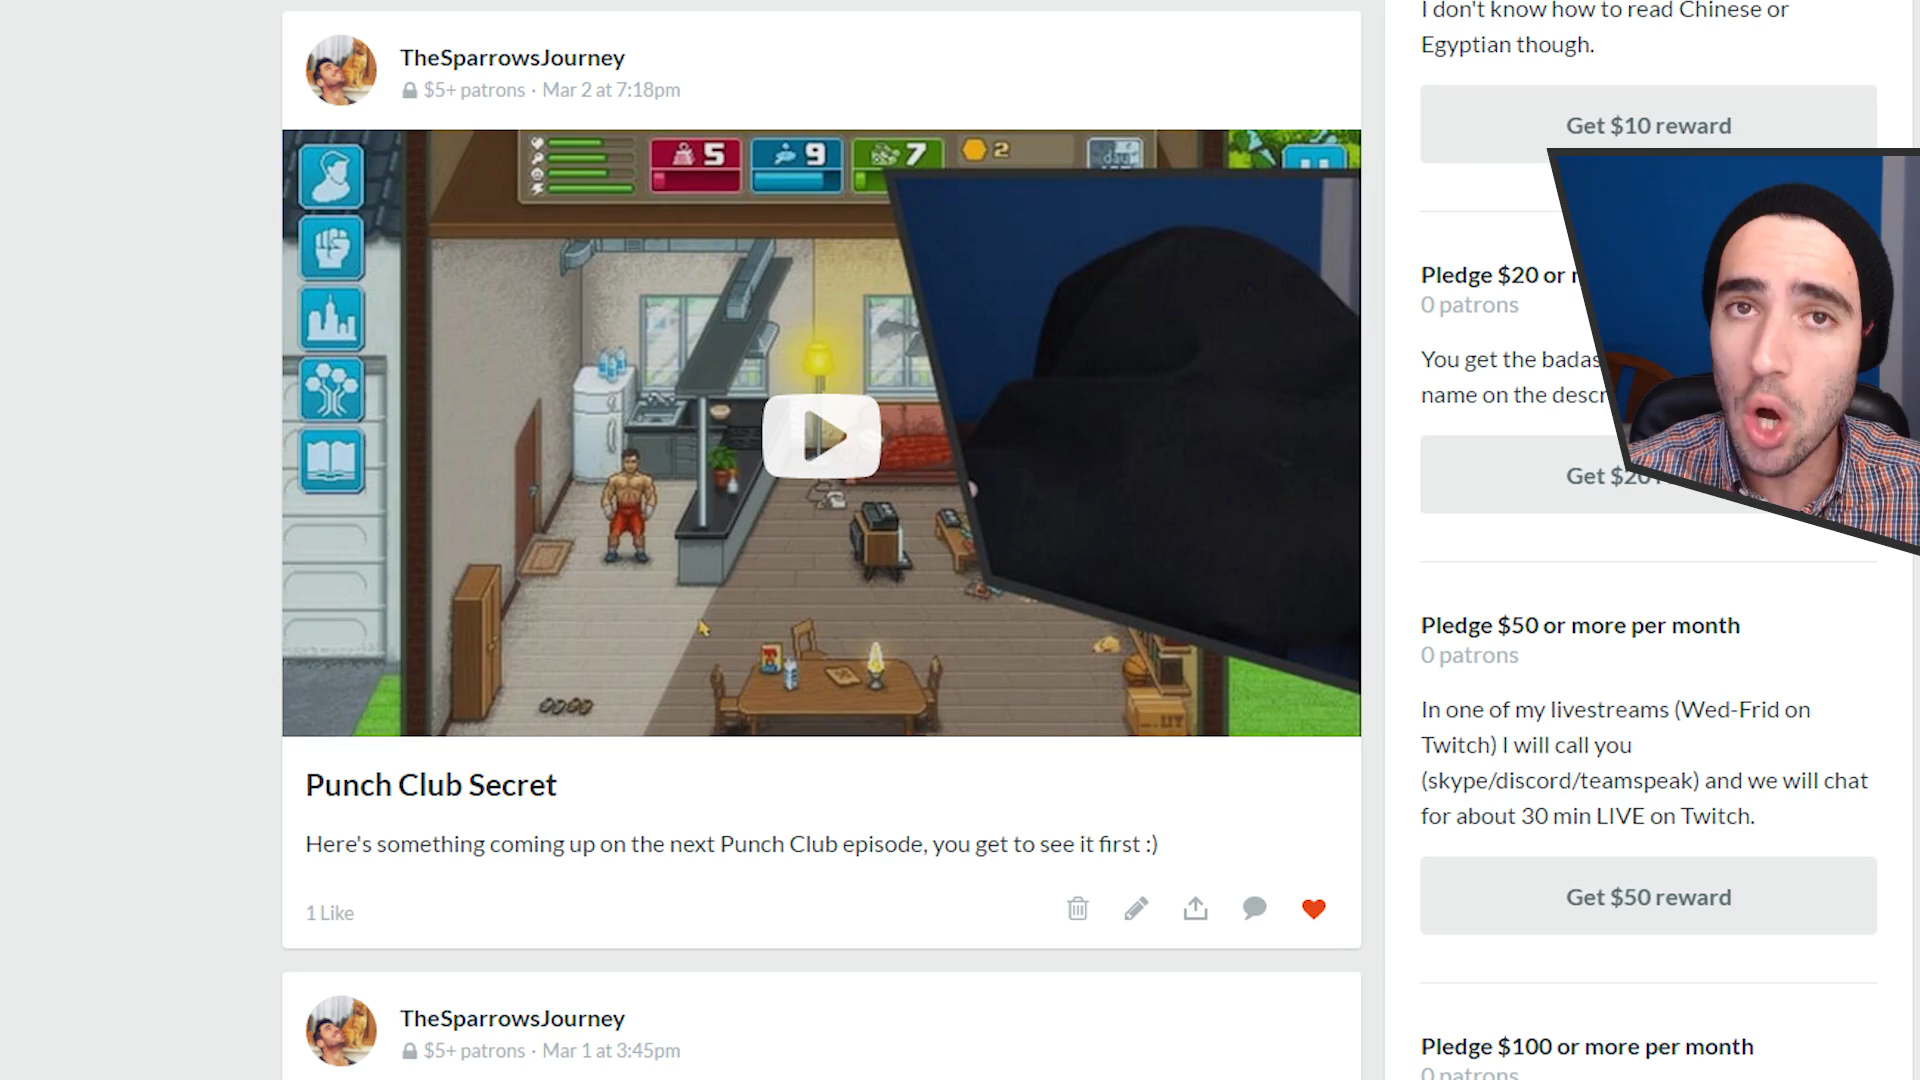 TheSparrowsJourney
$5+ patrons · Mar 2 at 7:18pm
5
9
7
2
Punch Club Secret
Here's something coming up on the next Punch Club episode, you get to see it first :)
1 Like
TheSparrowsJourney
$5+ patrons · Mar 1 at 3:45pm
I don't know how to read Chinese or
Egyptian though.
Get $10 reward
Pledge $20 or
0 patrons
You get the badas
name on the descr
Get $20
Pledge $50 or more per month
0 patrons
In one of my livestreams (Wed-Frid on
Twitch) I will call you
(skype/discord/teamspeak) and we will chat
for about 30 min LIVE on Twitch.
Get $50 reward
Pledge $100 or more per month
0 patrons